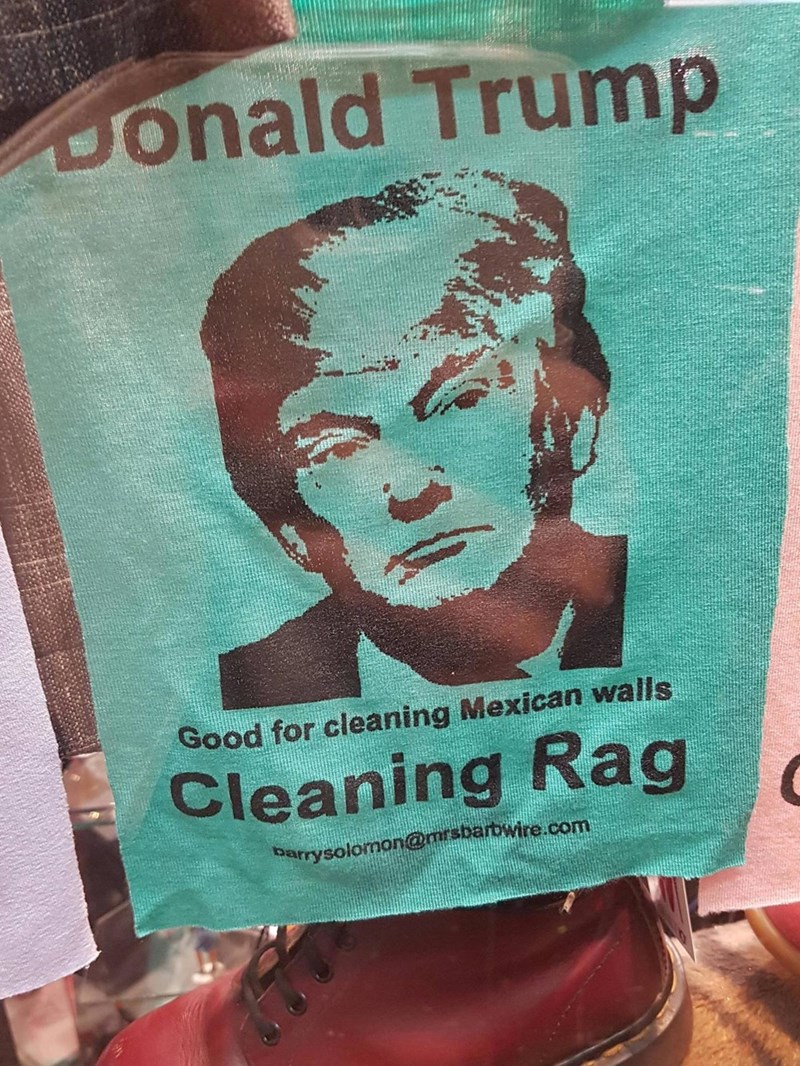 Donald Trump
Good for cleaning Mexican walls
Cleaning Rag
barrysolomon@mrsbarbwire.com